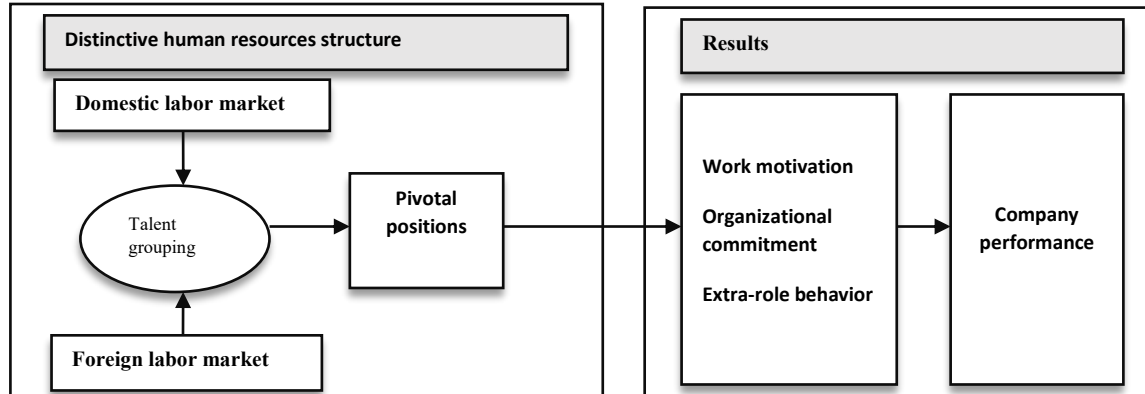 Distinctive human resources structure
Domestic labor market
Talent
grouping
Foreign labor market
Pivotal
positions
Results
Work motivation
Organizational
commitment
Extra-role behavior
Company
performance